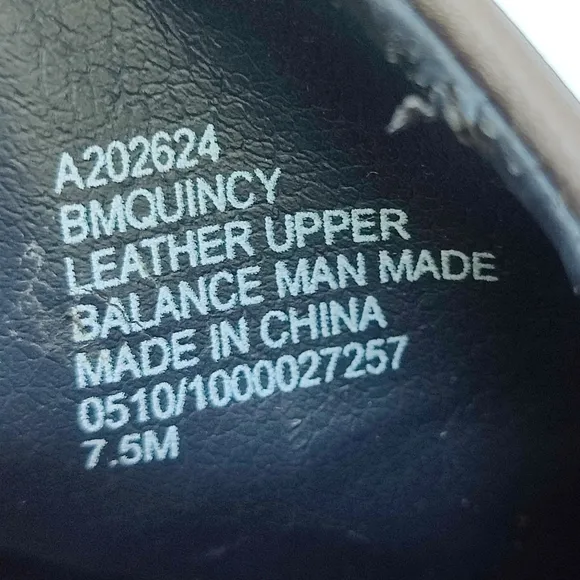 A202624
BMQUINCY
LEATHER UPPER
BALANCE MAN MADE
MADE IN CHINA
0510/1000027257
7.5M